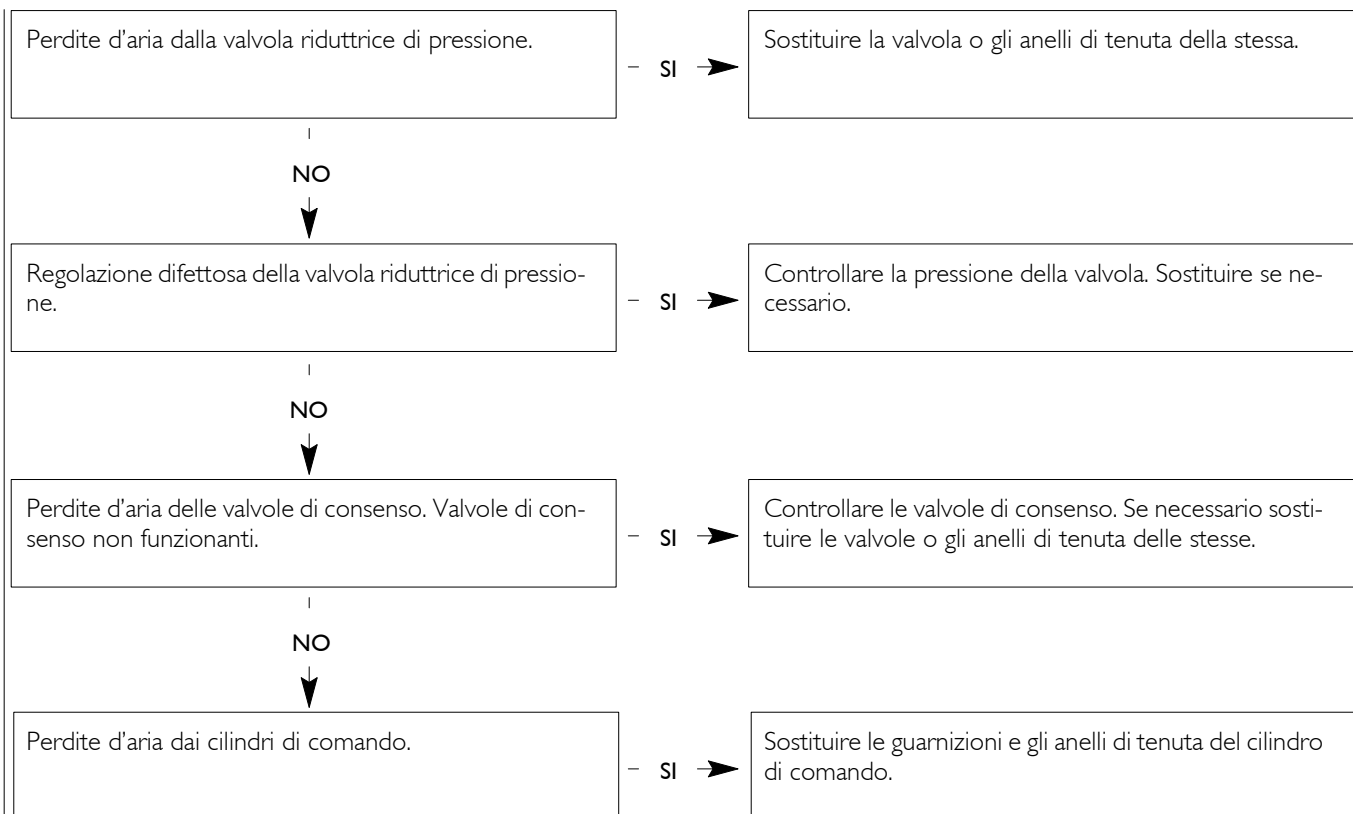 Perdite d'aria dalla valvola riduttrice di pressione.
SI
Sostituire la valvola o gli anelli di tenuta della stessa.
NO
Regolazione difettosa della valvola riduttrice di pressio-
ne.
SI
Controllare la pressione della valvola. Sostituire se ne-
cessario.
NO
Perdite d'aria delle valvole di consenso. Valvole di con-
senso non funzionanti.
SI
Controllare le valvole di consenso. Se necessario sosti-
tuire le valvole o gli anelli di tenuta delle stesse.
NO
Perdite d'aria dai cilindri di comando.
SI
Sostituire le guarnizioni e gli anelli di tenuta del cilindro
di comando.